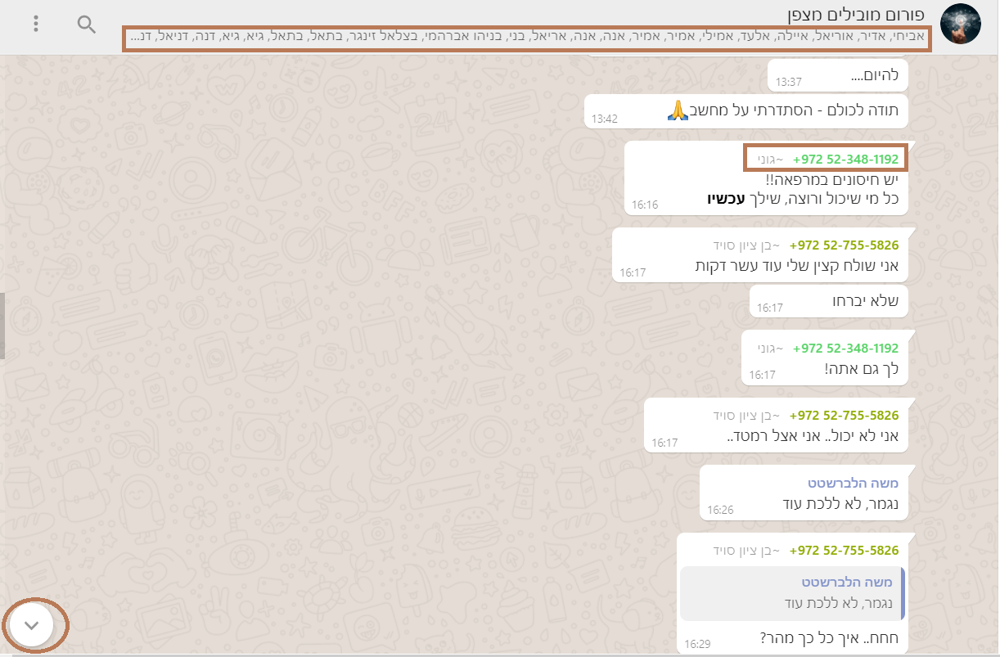 פורום מובילים מצפן
אביחי, אדיר, אוריאל, איילה, אלעד, אמילי, אמיר, אמיר, אנה, אנה, אריאל, בני, בניהו אברהמי, בצלאל זינגר, בתאל, בתאל, גיא, גיא, דנה, דניאל, דנ...
להיום....
13:37
תודה לכולם - הסתדרתי על מחשב🙏
13:42
+972 52-348-1192 ~גוני
יש חיסונים במרפאה!!
כל מי שיכול ורוצה, שילך עכשיו
16:16
+972 52-755-5826 ~בן ציון סויד
אני שולח קצין שלי עוד עשר דקות
16:17
שלא יברחו
16:17
+972 52-348-1192 ~גוני
לך גם אתה!
16:17
+972 52-755-5826 ~בן ציון סויד
אני לא יכול.. אני אצל רמטד..
16:17
משה הלברשטט
נגמר, לא ללכת עוד
16:26
+972 52-755-5826 ~בן ציון סויד
משה הלברשטט
נגמר, לא ללכת עוד
חחח.. איך כל כך מהר?
16:29